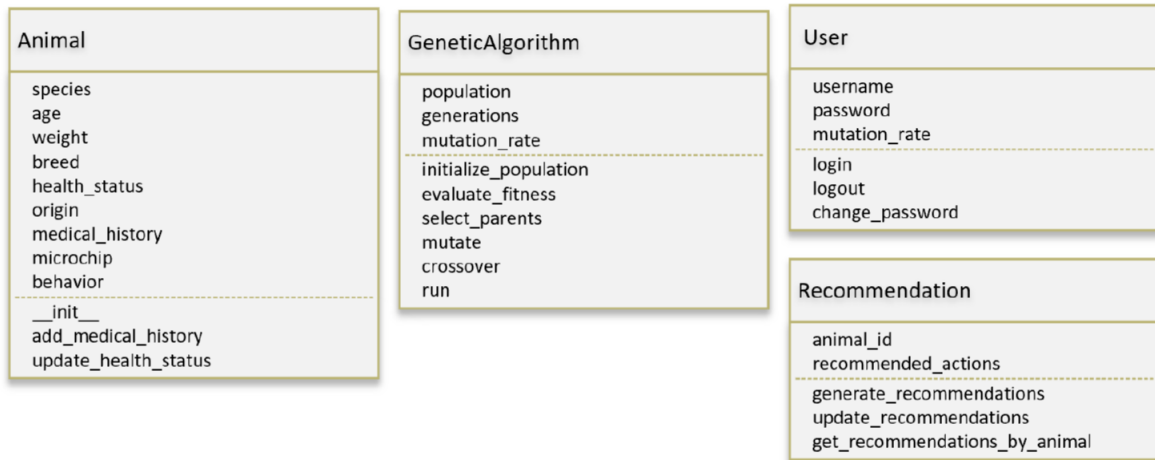 Animal
species
age
weight
breed
health_status
origin
medical_history
microchip
behavior
__init__
add_medical_history
update_health_status
GeneticAlgorithm
population
generations
mutation_rate
initialize_population
evaluate_fitness
select_parents
mutate
crossover
run
User
username
password
mutation_rate
login
logout
change_password
Recommendation
animal_id
recommended_actions
generate_recommendations
update_recommendations
get_recommendations_by_animal